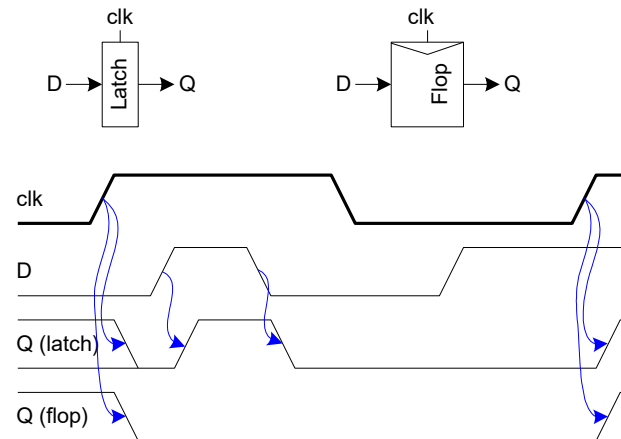 clk
clk
D
Latch
Q
D
Flop
Q
clk
D
Q (latch)
Q (flop)